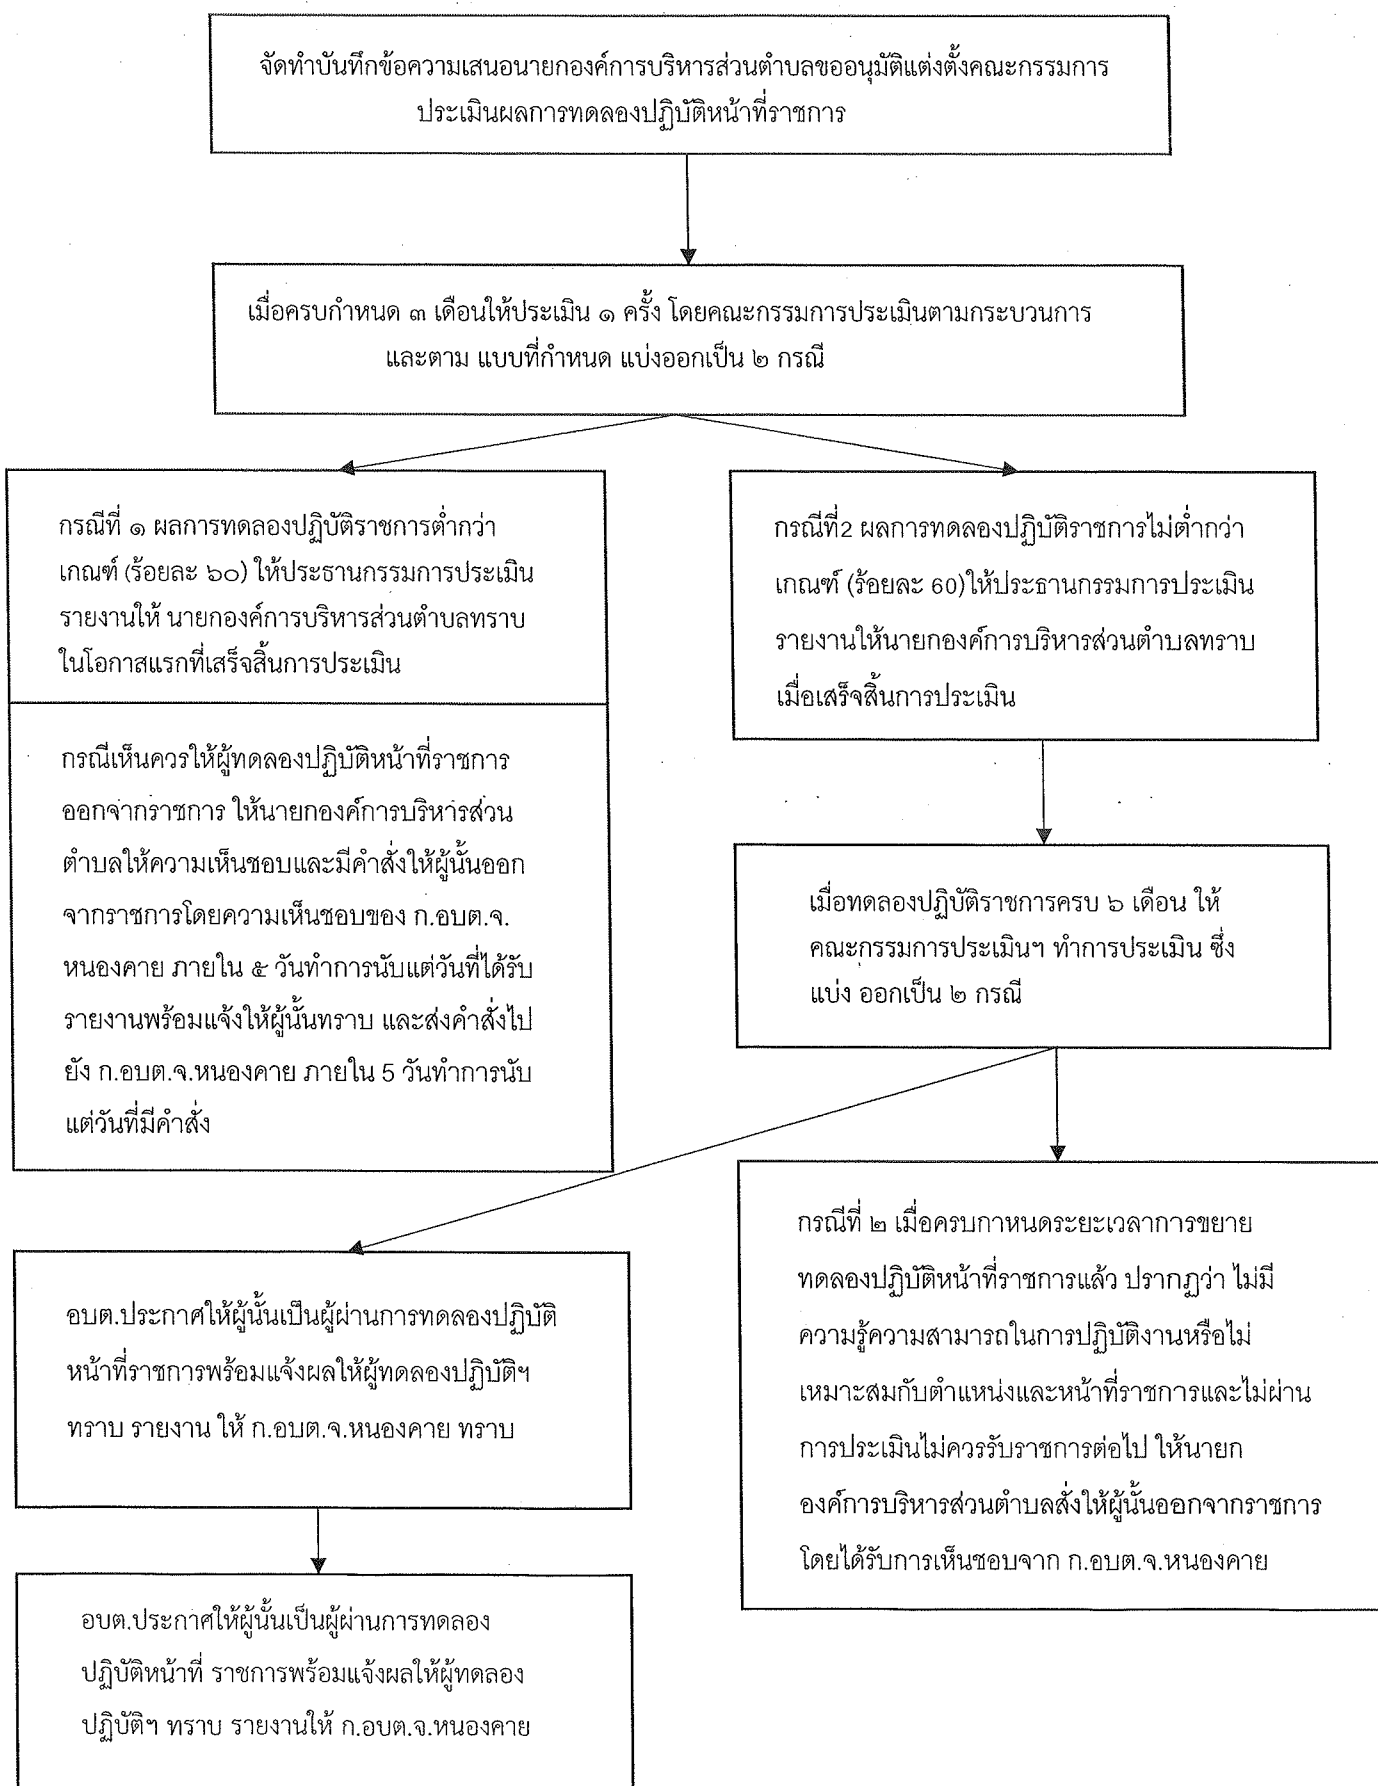 จัดทำบันทึกข้อความเสนอนายกองค์การบริหารส่วนตำบลขออนุมัติแต่งตั้งคณะกรรมการ
ประเมินผลการทดลองปฏิบัติหน้าที่ราชการ
เมื่อครบกำหนด ๓ เดือนให้ประเมิน ๑ ครั้ง โดยคณะกรรมการประเมินตามกระบวนการ
และตาม แบบที่กำหนด แบ่งออกเป็น ๒ กรณี
กรณีที่ ๑ ผลการทดลองปฏิบัติราชการต่ำกว่า
เกณฑ์ (ร้อยละ ๖๐) ให้ประธานกรรมการประเมิน
รายงานให้ นายกองค์การบริหารส่วนตำบลทราบ
ในโอกาสแรกที่เสร็จสิ้นการประเมิน
กรณีเห็นควรให้ผู้ทดลองปฏิบัติหน้าที่ราชการ
ออกจากราชการ ให้นายกองค์การบริหารส่วน
ตำบลให้ความเห็นชอบและมีคำสั่งให้ผู้นั้นออก
จากราชการโดยความเห็นชอบของ ก.อบต.จ.
หนองคาย ภายใน ๕ วันทำการนับแต่วันที่ได้รับ
รายงานพร้อมแจ้งให้ผู้นั้นทราบ และส่งคำสั่งไป
ยัง ก.อบต.จ.หนองคาย ภายใน 5 วันทำการนับ
แต่วันที่มีคำสั่ง
กรณีที่2 ผลการทดลองปฏิบัติราชการไม่ต่ำกว่า
เกณฑ์ (ร้อยละ 60)ให้ประธานกรรมการประเมิน
รายงานให้นายกองค์การบริหารส่วนตำบลทราบ
เมื่อเสร็จสิ้นการประเมิน
เมื่อทดลองปฏิบัติราชการครบ ๖ เดือน ให้
คณะกรรมการประเมินฯ ทำการประเมิน ซึ่ง
แบ่ง ออกเป็น ๒ กรณี
อบต.ประกาศให้ผู้นั้นเป็นผู้ผ่านการทดลองปฏิบัติ
หน้าที่ราชการพร้อมแจ้งผลให้ผู้ทดลองปฏิบัติฯ
ทราบ รายงาน ให้ ก.อบต.จ.หนองคาย ทราบ
กรณีที่ ๒ เมื่อครบกาหนดระยะเวลาการขยาย
ทดลองปฏิบัติหน้าที่ราชการแล้ว ปรากฏว่า ไม่มี
ความรู้ความสามารถในการปฏิบัติงานหรือไม่
เหมาะสมกับตำแหน่งและหน้าที่ราชการและไม่ผ่าน
การประเมินไม่ควรรับราชการต่อไป ให้นายก
องค์การบริหารส่วนตำบลสั่งให้ผู้นั้นออกจากราชการ
โดยได้รับการเห็นชอบจาก ก.อบต.จ.หนองคาย
อบต.ประกาศให้ผู้นั้นเป็นผู้ผ่านการทดลอง
ปฏิบัติหน้าที่ ราชการพร้อมแจ้งผลให้ผู้ทดลอง
ปฏิบัติฯ ทราบ รายงานให้ ก.อบต.จ.หนองคาย